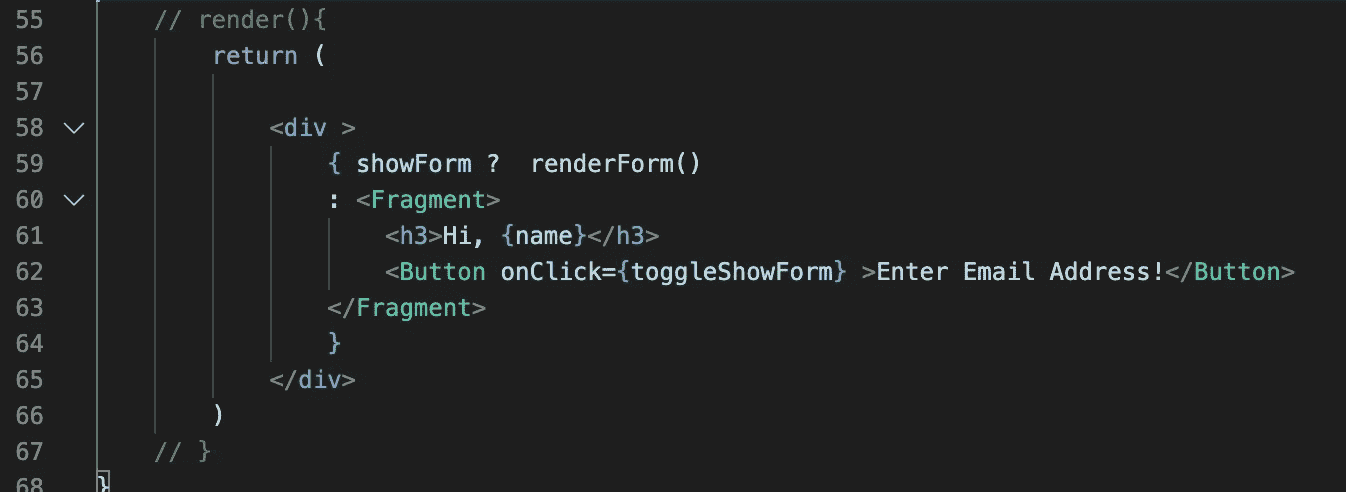 55 // render(){
56 return (
57
58 <div >
59 { showForm ?  renderForm()
60 : <Fragment>
61 <h3>Hi, {name}</h3>
62 <Button onClick={toggleShowForm} >Enter Email Address!</Button>
63 </Fragment>
64 }
65 </div>
66 )
67 // }
68 }